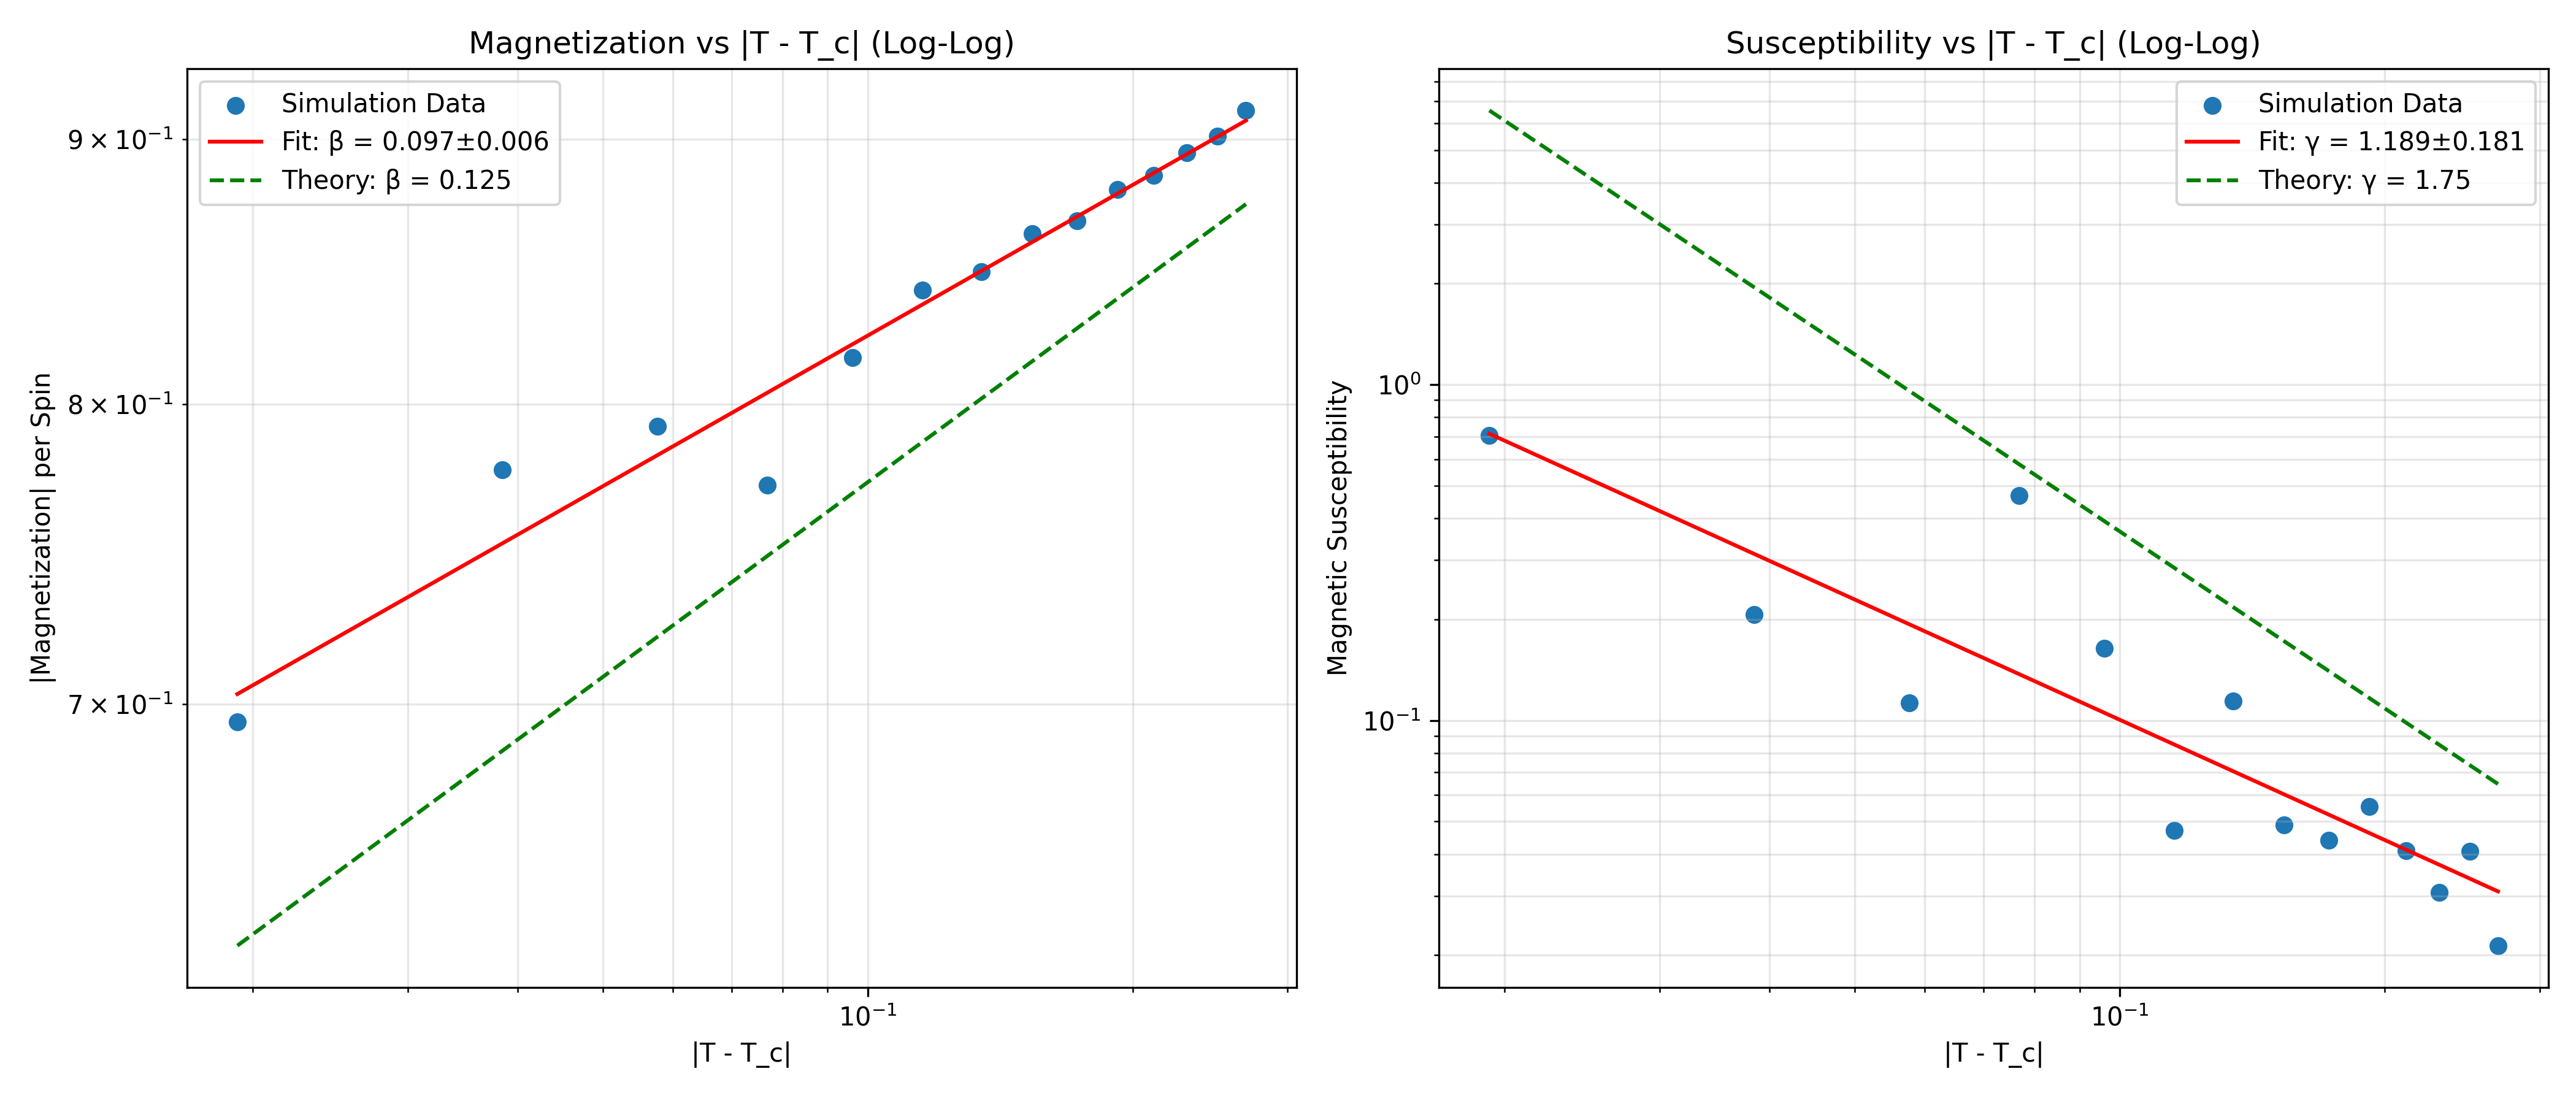 Magnetization vs |T - T_c| (Log-Log)
Simulation Data
Fit: β = 0.097±0.006
Theory: β = 0.125
9 × 10⁻¹
8 × 10⁻¹
7 × 10⁻¹
|Magnetization| per Spin
10⁻¹
|T - T_c|
Susceptibility vs |T - T_c| (Log-Log)
Simulation Data
Fit: γ = 1.189±0.181
Theory: γ = 1.75
10⁰
10⁻¹
Magnetic Susceptibility
10⁻¹
|T - T_c|